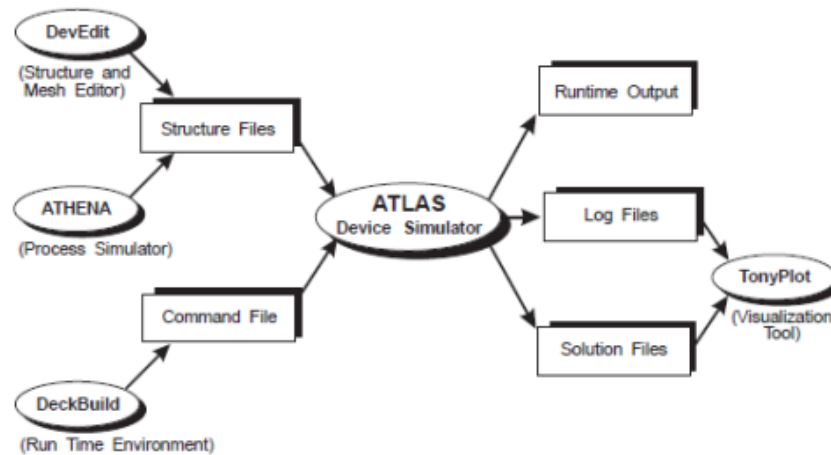 DevEdit
(Structure and
Mesh Editor)
Structure Files
ATHENA
(Process Simulator)
Command File
DeckBuild
(Run Time Environment)
ATLAS
Device Simulator
Runtime Output
Log Files
Solution Files
TonyPlot
(Visualization
Tool)